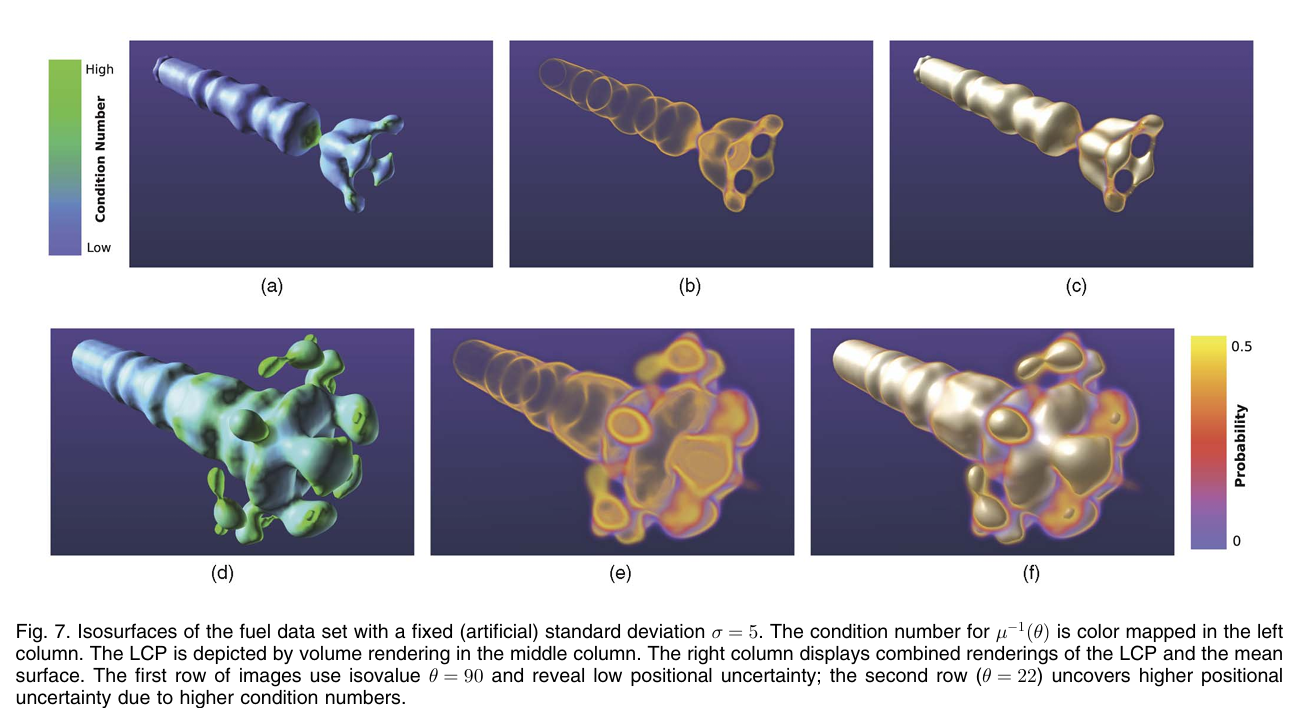 High
Condition Number
Low
(a)
(b)
(c)
0.5
Probability
0
(d)
(e)
(f)
Fig. 7. Isosurfaces of the fuel data set with a fixed (artificial) standard deviation σ = 5. The condition number for μ⁻¹(θ) is color mapped in the left
column. The LCP is depicted by volume rendering in the middle column. The right column displays combined renderings of the LCP and the mean
surface. The first row of images use isovalue θ = 90 and reveal low positional uncertainty; the second row (θ = 22) uncovers higher positional
uncertainty due to higher condition numbers.